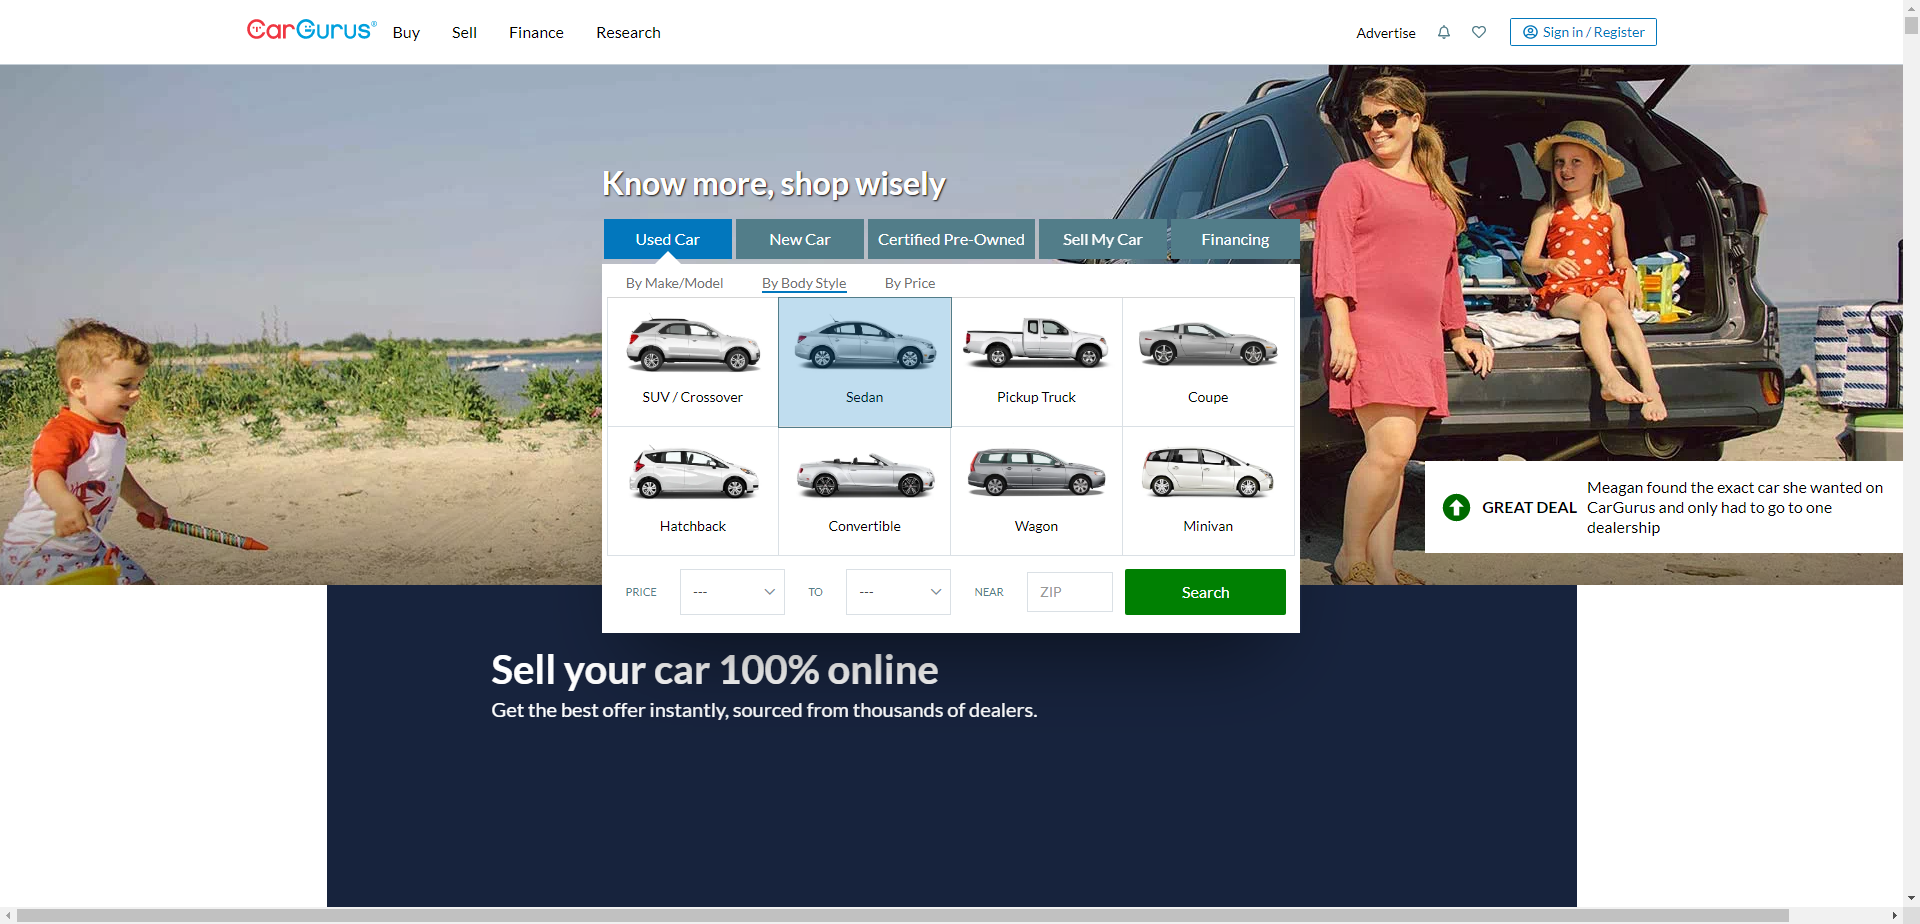 CarGurus® Buy Sell Finance Research Advertise Sign in / Register
Know more, shop wisely
Used Car New Car Certified Pre-Owned Sell My Car Financing
By Make/Model By Body Style By Price
SUV / Crossover Sedan Pickup Truck Coupe
Hatchback Convertible Wagon Minivan
PRICE --- TO --- NEAR ZIP Search
GREAT DEAL
Meagan found the exact car she wanted on
CarGurus and only had to go to one
dealership
Sell your car 100% online
Get the best offer instantly, sourced from thousands of dealers.